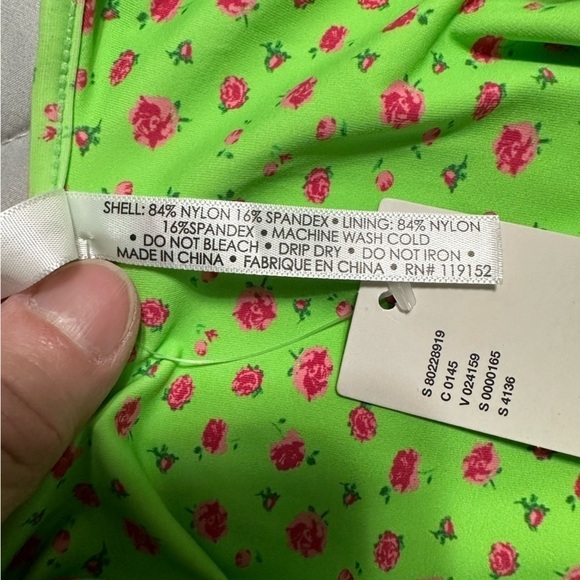 SHELL: 84% NYLON 16% SPANDEX • LINING: 84% NYLON
16%SPANDEX • MACHINE WASH COLD
• DO NOT BLEACH • DRIP DRY • DO NOT IRON •
MADE IN CHINA • FABRIQUE EN CHINA • RN# 119152
S 80228919
C 0145
V 024159
S 0000165
S 4136